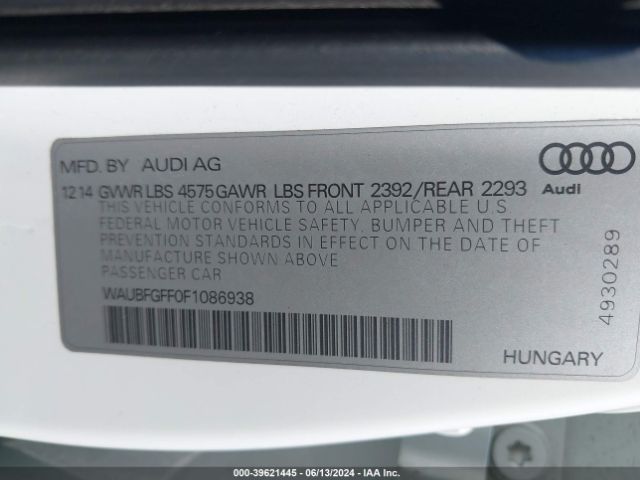 MFD. BY AUDI AG
Audi
12 14 GVWR LBS 4575 GAWR LBS FRONT 2392/REAR 2293
THIS VEHICLE CONFORMS TO ALL APPLICABLE U.S.
FEDERAL MOTOR VEHICLE SAFETY, BUMPER AND THEFT
PREVENTION STANDARDS IN EFFECT ON THE DATE OF
MANUFACTURE SHOWN ABOVE
PASSENGER CAR
WAUBFGFF0F1086938
4930289
HUNGARY
000-39621445 - 06/13/2024 - IAA Inc.